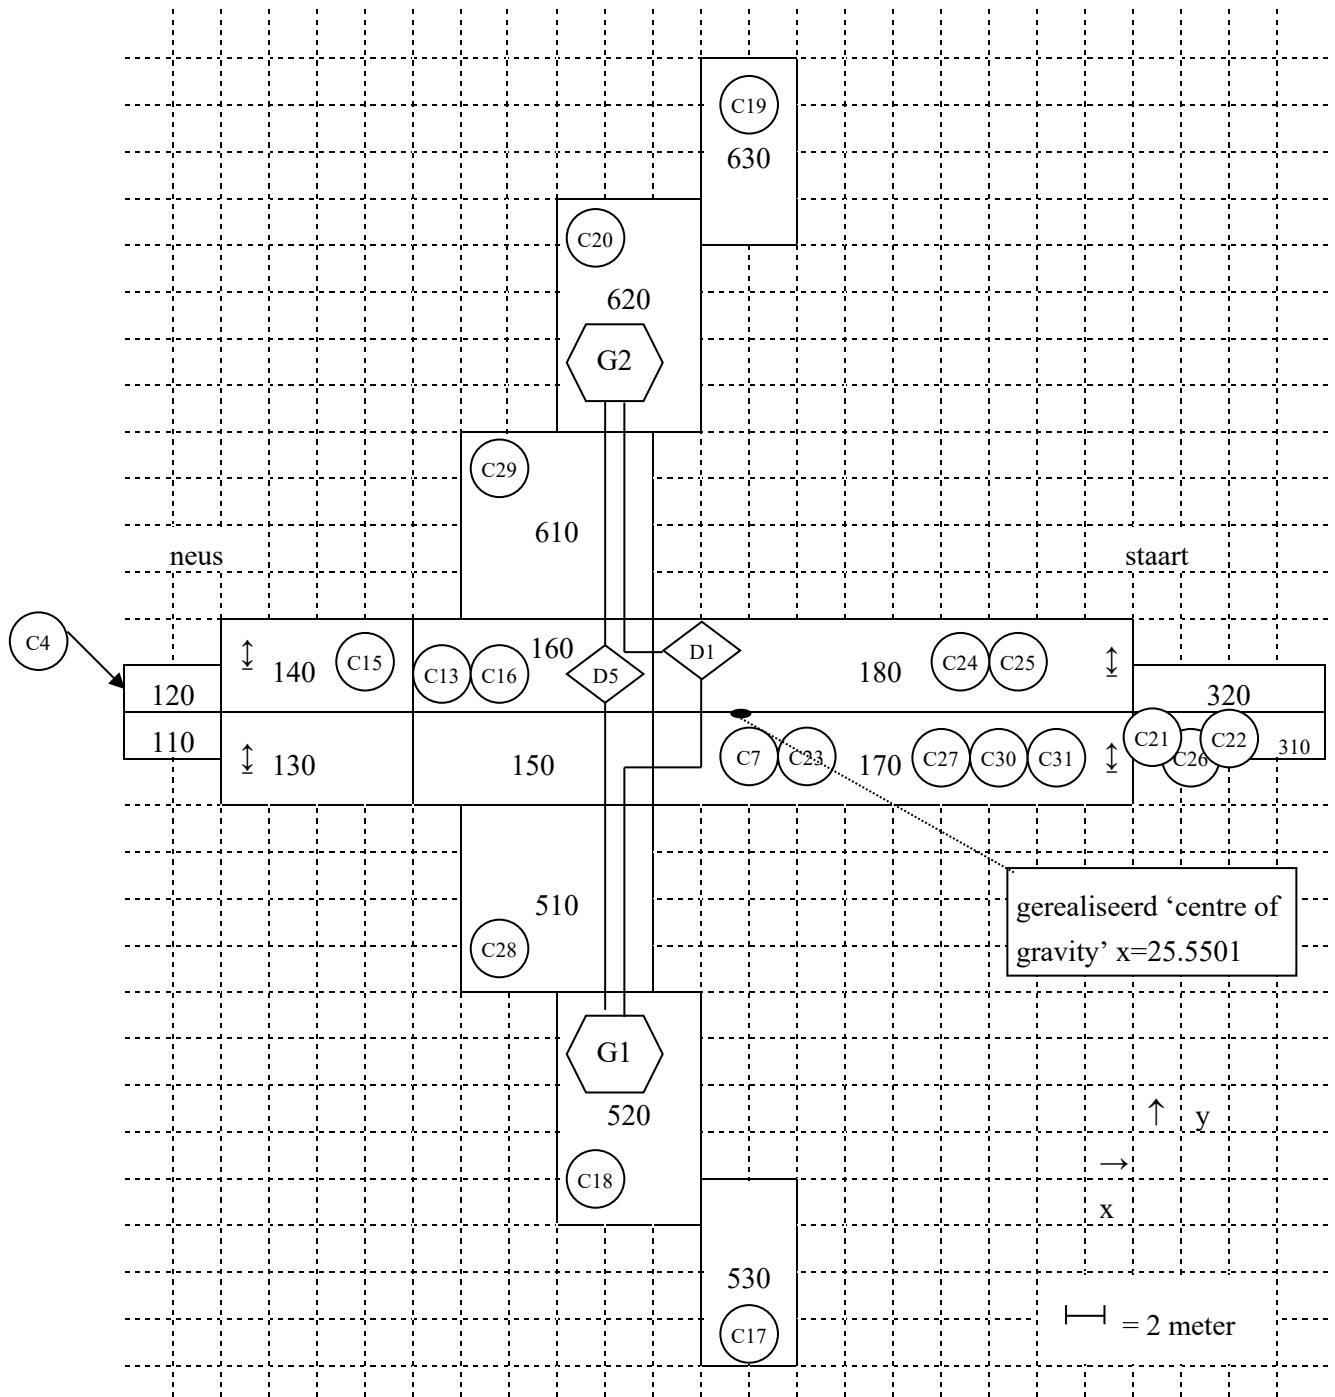 C19
630
C20
620
G2
C29
610
neus
staart
C4
160
140
C15
C13
C16
D5
D1
180
C24
C25
120
320
110
130
150
C7
C23
170
C27
C30
C31
C21
C26
C22
310
510
C28
gerealiseerd ‘centre of
gravity’ x=25.5501
G1
520
↑ y
→
x
C18
530
C17
= 2 meter